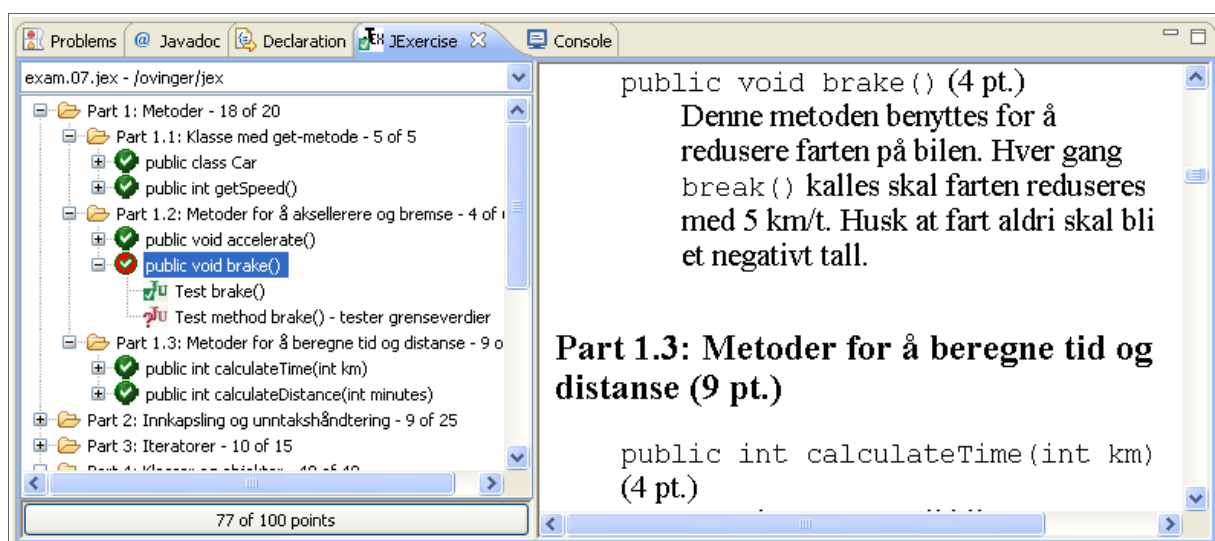 Problems @ Javadoc Declaration JExercise Console
exam.07.jex - /ovinger/jex
Part 1: Metoder - 18 of 20
Part 1.1: Klasse med get-metode - 5 of 5
public class Car
public int getSpeed()
Part 1.2: Metoder for å aksellerere og bremse - 4 of
public void accelerate()
public void brake()
Test brake()
Test method brake() - tester grenseverdier
Part 1.3: Metoder for å beregne tid og distanse - 9 o
public int calculateTime(int km)
public int calculateDistance(int minutes)
Part 2: Innkapsling og unntakshåndtering - 9 of 25
Part 3: Iteratorer - 10 of 15
77 of 100 points
public void brake() (4 pt.)
Denne metoden benyttes for å
redusere farten på bilen. Hver gang
break() kalles skal farten reduseres
med 5 km/t. Husk at fart aldri skal bli
et negativt tall.
Part 1.3: Metoder for å beregne tid og
distanse (9 pt.)
public int calculateTime(int km)
(4 pt.)